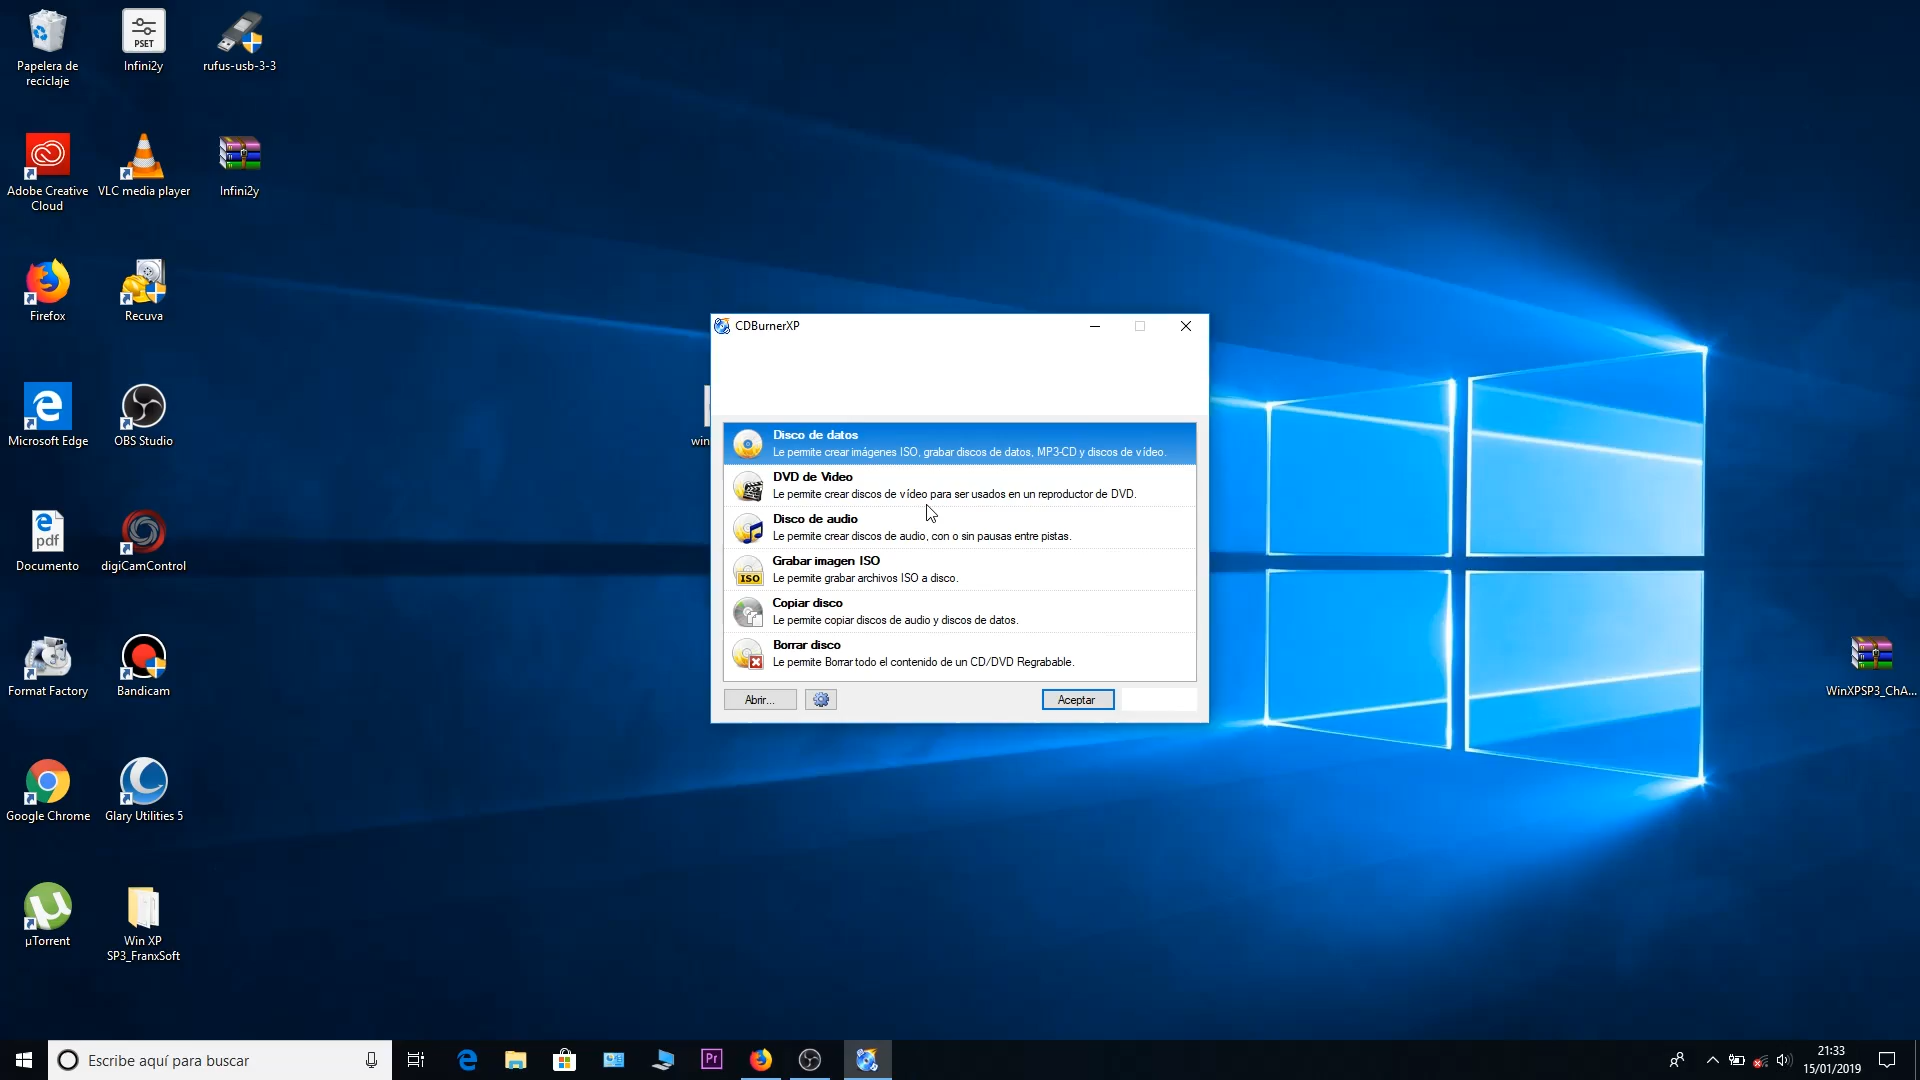 Papelera de
reciclaje
PSET
Infini2y
rufus-usb-3-3
Adobe Creative
Cloud
VLC media player
Infini2y
Firefox
Recuva
Microsoft Edge
OBS Studio
win
pdf
Documento
digiCamControl
Format Factory
Bandicam
Google Chrome
Glary Utilities 5
µTorrent
Win XP
SP3_FranxSoft
CDBurnerXP
Disco de datos
Le permite crear imágenes ISO, grabar discos de datos, MP3-CD y discos de vídeo.
DVD de Video
Le permite crear discos de vídeo para ser usados en un reproductor de DVD.
Disco de audio
Le permite crear discos de audio, con o sin pausas entre pistas.
ISO
Grabar imagen ISO
Le permite grabar archivos ISO a disco.
Copiar disco
Le permite copiar discos de audio y discos de datos.
Borrar disco
Le permite Borrar todo el contenido de un CD/DVD Regrabable.
Abrir...
Aceptar
WinXPSP3_ChA...
Escribe aquí para buscar
Pr
21:33
15/01/2019